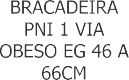 BRACADEIRA
PNI 1 VIA
OBESO EG 46 A
66CM